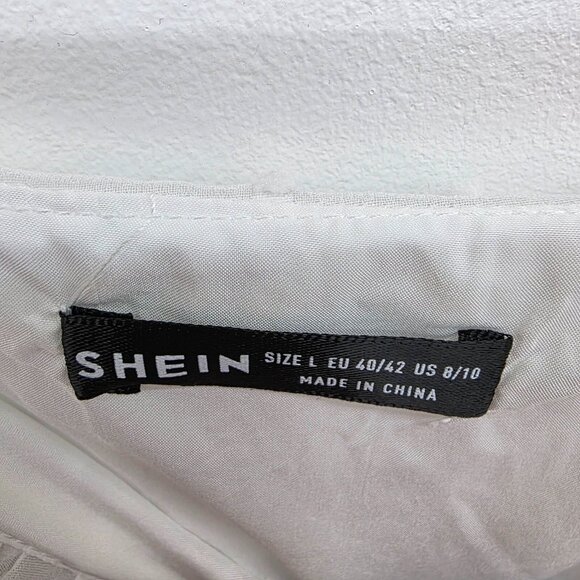 SHEIN
SIZE L EU 40/42 US 8/10
MADE IN CHINA